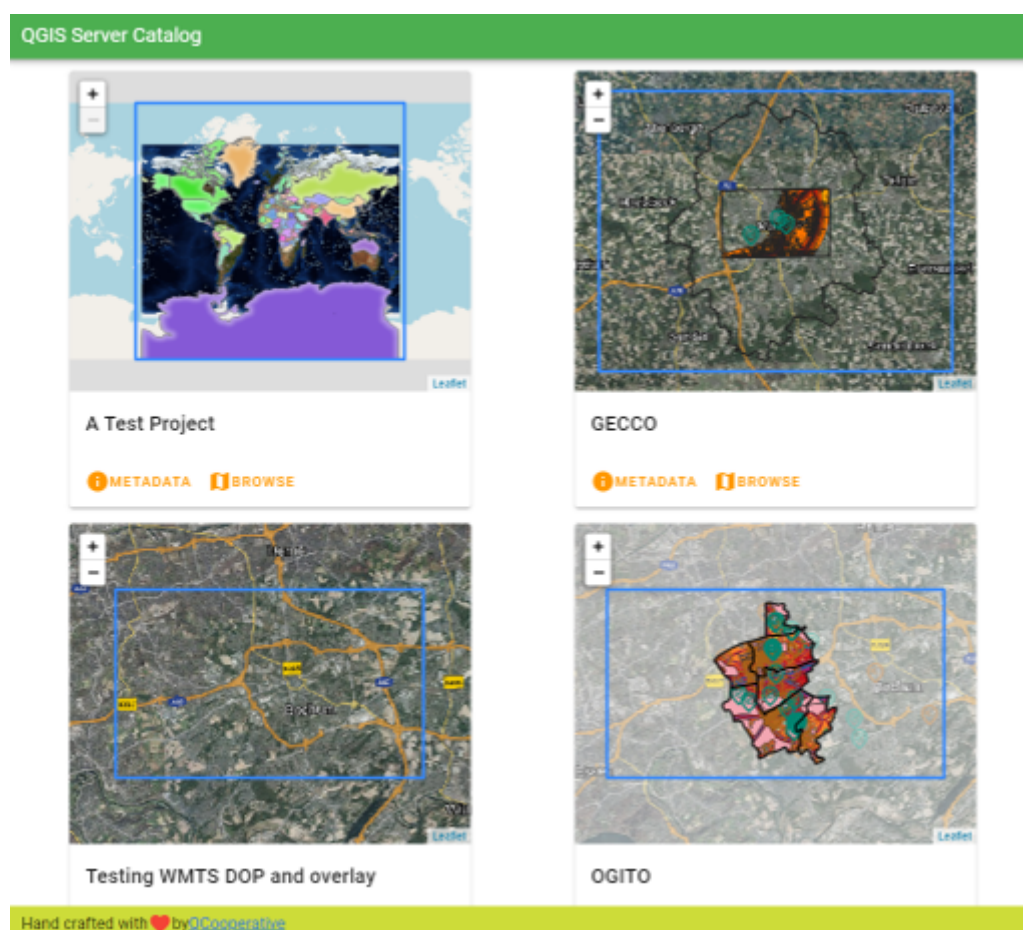 QGIS Server Catalog
+
−
Leaflet
A Test Project
METADATA BROWSE
+
−
Leaflet
GECCO
METADATA BROWSE
+
−
Leaflet
Testing WMTS DOP and overlay
+
−
Leaflet
OGITO
Hand crafted with ❤ by QCooperative